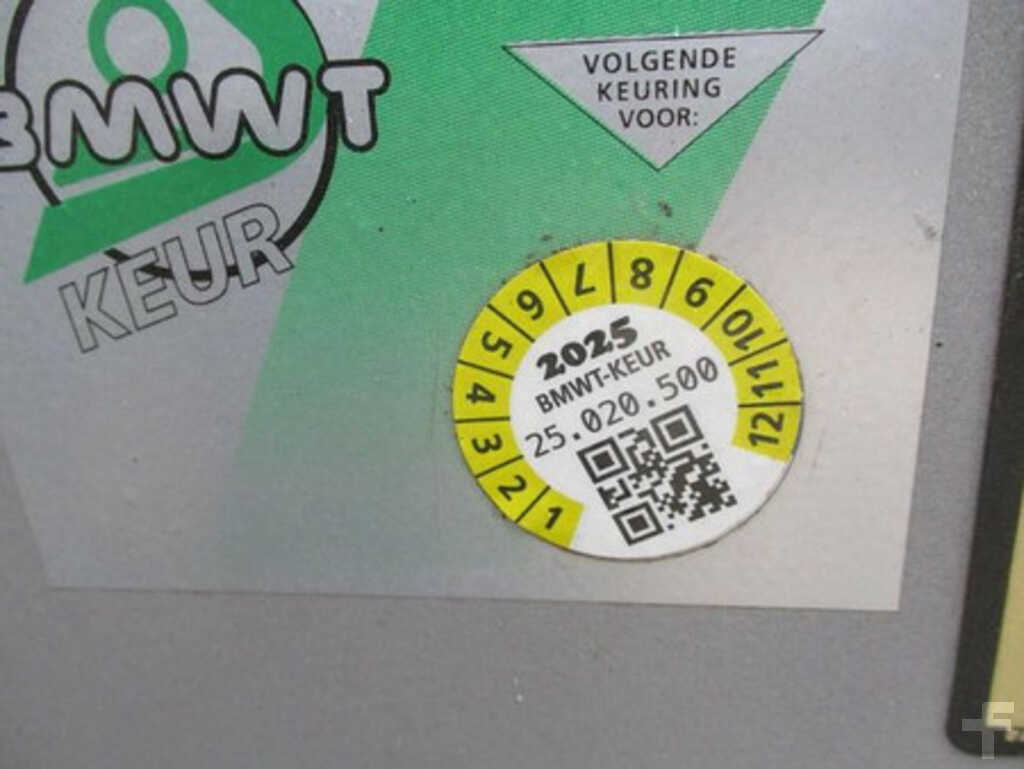 BMWT
KEUR
VOLGENDE
KEURING
VOOR:
1 2 3 4 5 6 7 8 9 10 11 12
2025
BMWT-KEUR
25.020.500